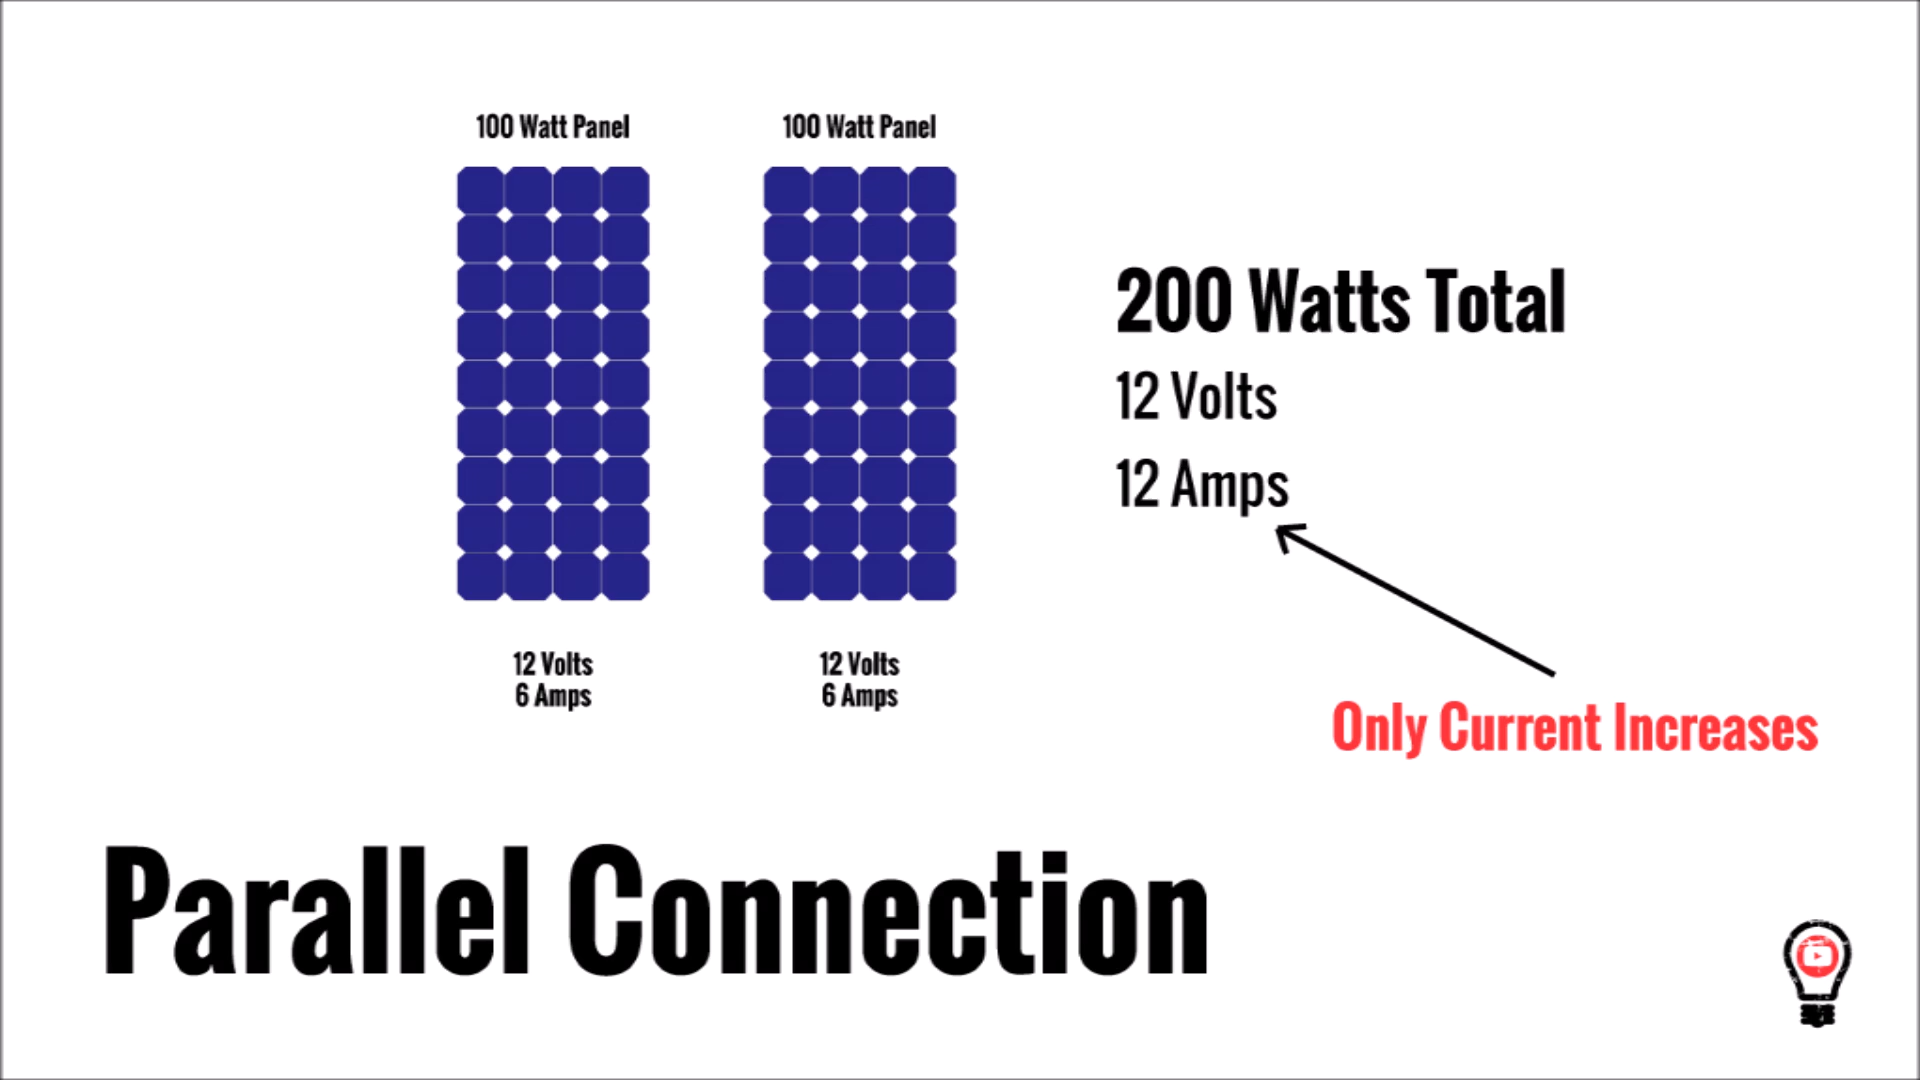 100 Watt Panel
100 Watt Panel
12 Volts
6 Amps
12 Volts
6 Amps
200 Watts Total
12 Volts
12 Amps
Only Current Increases
Parallel Connection